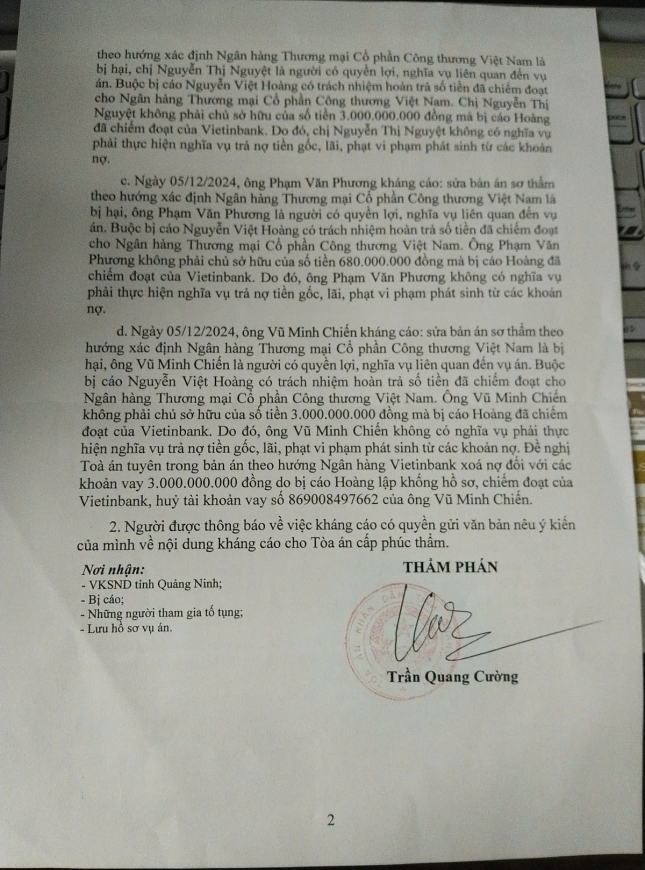 theo hướng xác định Ngân hàng Thương mại Cổ phần Công thương Việt Nam là
bị hại, chị Nguyễn Thị Nguyệt là người có quyền lợi, nghĩa vụ liên quan đến vụ
án. Buộc bị cáo Nguyễn Việt Hoàng có trách nhiệm hoàn trả số tiền đã chiếm đoạt
cho Ngân hàng Thương mại Cổ phần Công thương Việt Nam. Chị Nguyễn Thị
Nguyệt không phải chủ sở hữu của số tiền 3.000.000.000 đồng mà bị cáo Hoàng
đã chiếm đoạt của Vietinbank. Do đó, chị Nguyễn Thị Nguyệt không có nghĩa vụ
phải thực hiện nghĩa vụ trả nợ tiền gốc, lãi, phạt vi phạm phát sinh từ các khoản
nợ.
c. Ngày 05/12/2024, ông Phạm Văn Phương kháng cáo: sửa bản án sơ thẩm
theo hướng xác định Ngân hàng Thương mại Cổ phần Công thương Việt Nam là
bị hại, ông Phạm Văn Phương là người có quyền lợi, nghĩa vụ liên quan đến vụ
án. Buộc bị cáo Nguyễn Việt Hoàng có trách nhiệm hoàn trả số tiền đã chiếm đoạt
cho Ngân hàng Thương mại Cổ phần Công thương Việt Nam. Ông Phạm Văn
Phương không phải chủ sở hữu của số tiền 680.000.000 đồng mà bị cáo Hoàng đã
chiếm đoạt của Vietinbank. Do đó, ông Phạm Văn Phương không có nghĩa vụ
phải thực hiện nghĩa vụ trả nợ tiền gốc, lãi, phạt vi phạm phát sinh từ các khoản
nợ.
d. Ngày 05/12/2024, ông Vũ Minh Chiến kháng cáo: sửa bản án sơ thẩm theo
hướng xác định Ngân hàng Thương mại Cổ phần Công thương Việt Nam là bị
hại, ông Vũ Minh Chiến là người có quyền lợi, nghĩa vụ liên quan đến vụ án. Buộc
bị cáo Nguyễn Việt Hoàng có trách nhiệm hoàn trả số tiền đã chiếm đoạt cho
Ngân hàng Thương mại Cổ phần Công thương Việt Nam. Ông Vũ Minh Chiến
không phải chủ sở hữu của số tiền 3.000.000.000 đồng mà bị cáo Hoàng đã chiếm
đoạt của Vietinbank. Do đó, ông Vũ Minh Chiến không có nghĩa vụ phải thực
hiện nghĩa vụ trả nợ tiền gốc, lãi, phạt vi phạm phát sinh từ các khoản nợ. Đề nghị
Toà án tuyên trong bản án theo hướng Ngân hàng Vietinbank xoá nợ đối với các
khoản vay 3.000.000.000 đồng do bị cáo Hoàng lập khống hồ sơ, chiếm đoạt của
Vietinbank, huỷ tài khoản vay số 869008497662 của ông Vũ Minh Chiến.
2. Người được thông báo về việc kháng cáo có quyền gửi văn bản nêu ý kiến
của mình về nội dung kháng cáo cho Tòa án cấp phúc thẩm.
Nơi nhận:
- VKSND tỉnh Quảng Ninh;
- Bị cáo;
- Những người tham gia tố tụng;
- Lưu hồ sơ vụ án.
THẨM PHÁN
TOÀ ÁN NHÂN DÂN
Trần Quang Cường
2